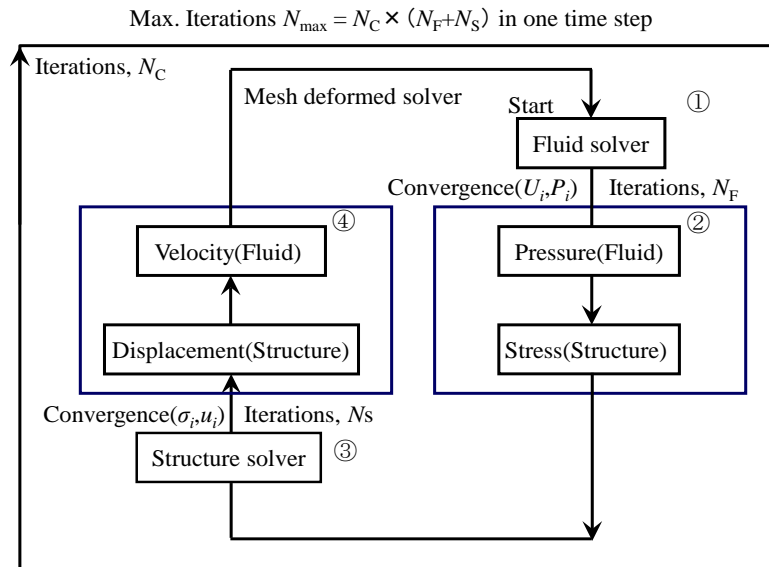 Max. Iterations N_max = N_C × (N_F+N_S) in one time step
Iterations, N_C
Mesh deformed solver
Start
①
Fluid solver
Convergence(U_i,P_i) Iterations, N_F
④
②
Velocity(Fluid)
Pressure(Fluid)
Displacement(Structure)
Stress(Structure)
Convergence(σ_i,u_i) Iterations, Ns
Structure solver
③